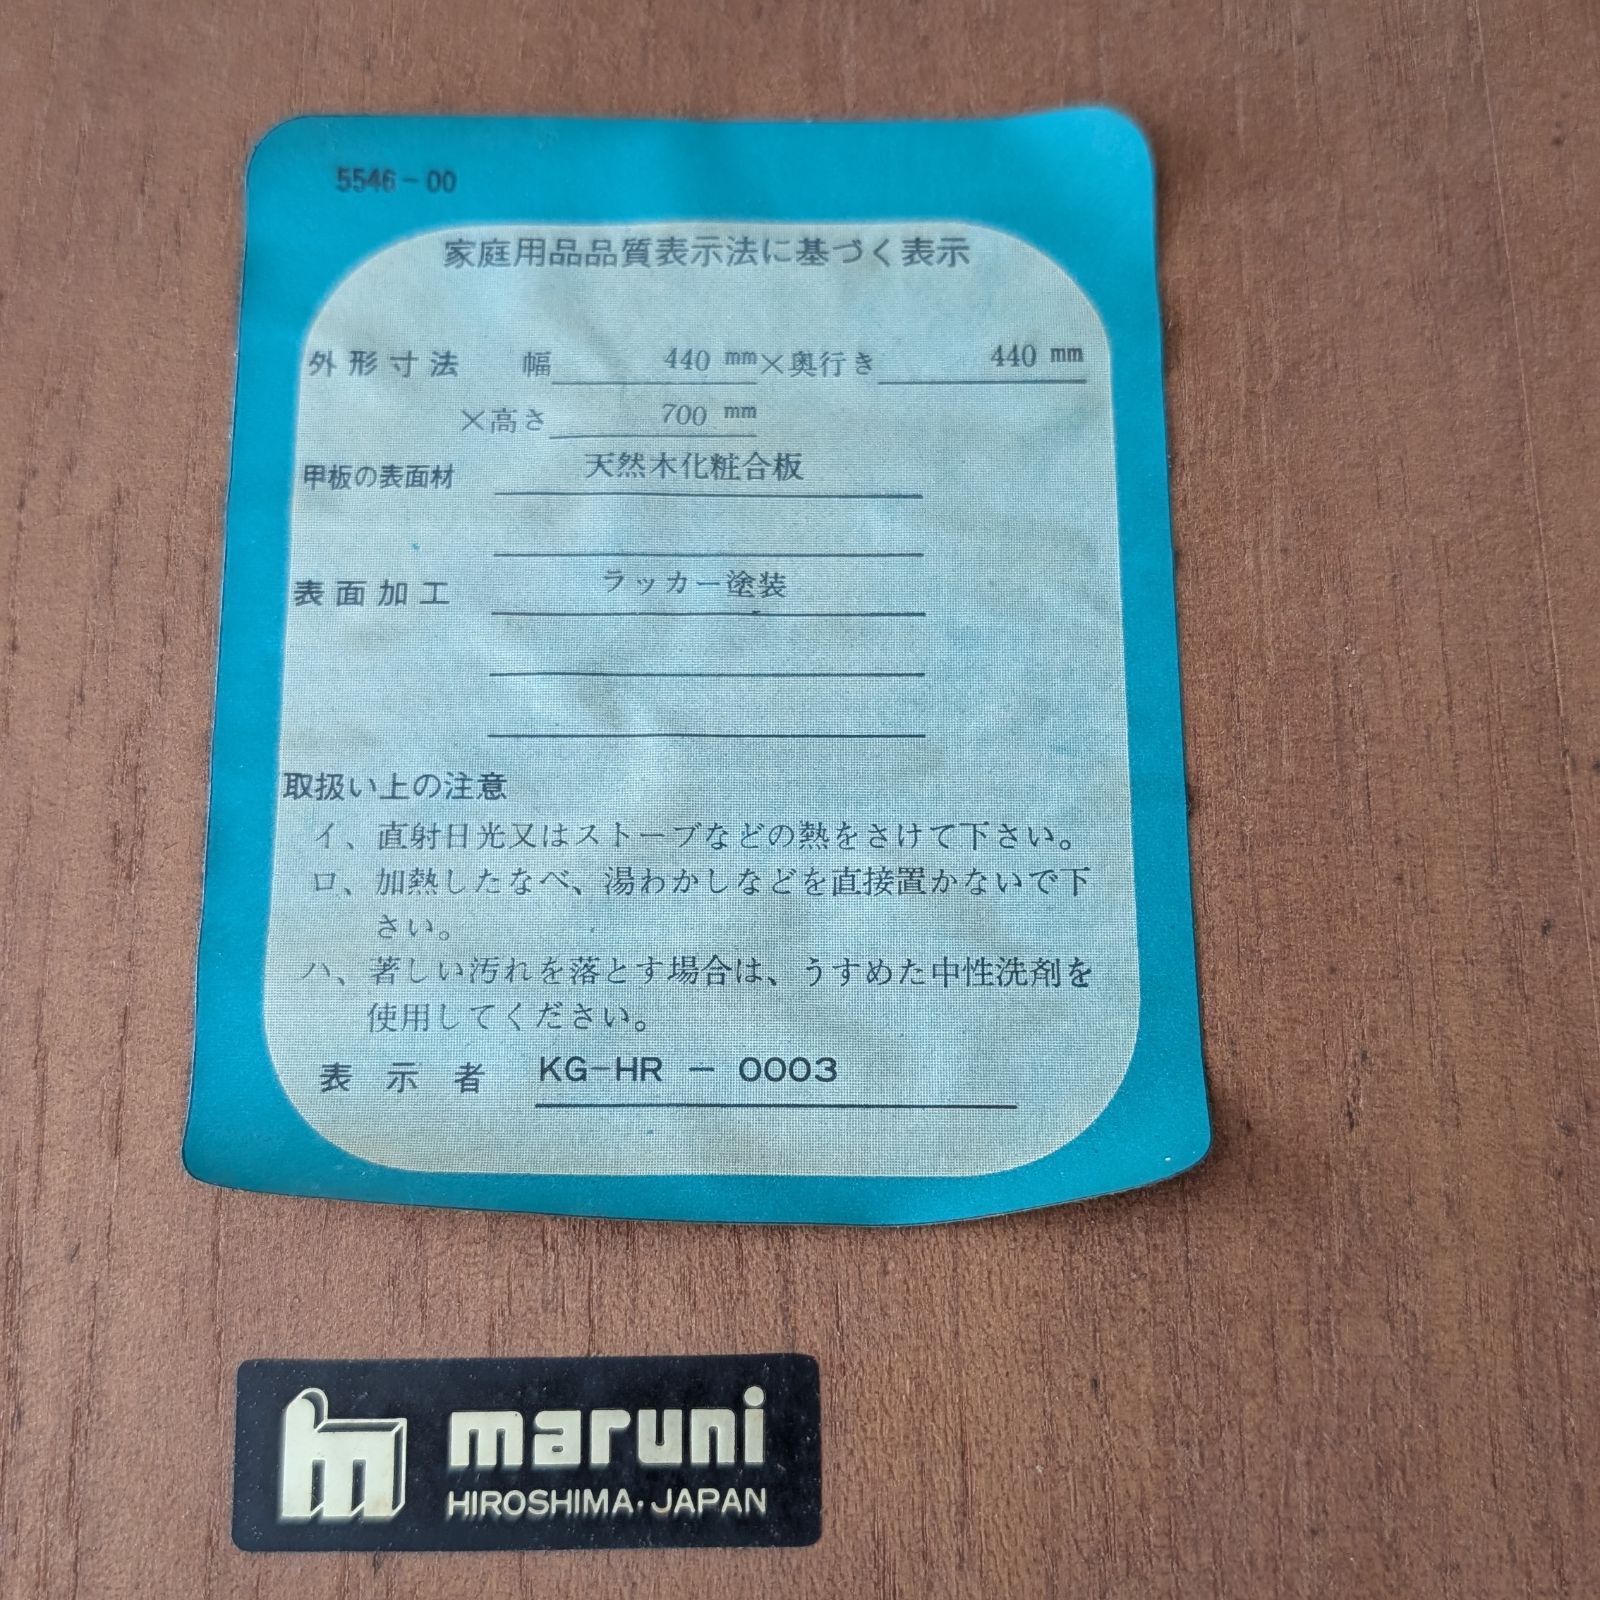 5546-00
家庭用品品質表示法に基づく表示
外形寸法 幅 440 mm×奥行き 440 mm
×高さ 700 mm
甲板の表面材 天然木化粧合板
表面加工 ラッカー塗装
取扱い上の注意
イ、直射日光又はストーブなどの熱をさけて下さい。
ロ、加熱したなべ、湯わかしなどを直接置かないで下
さい。
ハ、著しい汚れを落とす場合は、うすめた中性洗剤を
使用してください。
表示者 KG-HR - 0003
maruni
HIROSHIMA・JAPAN